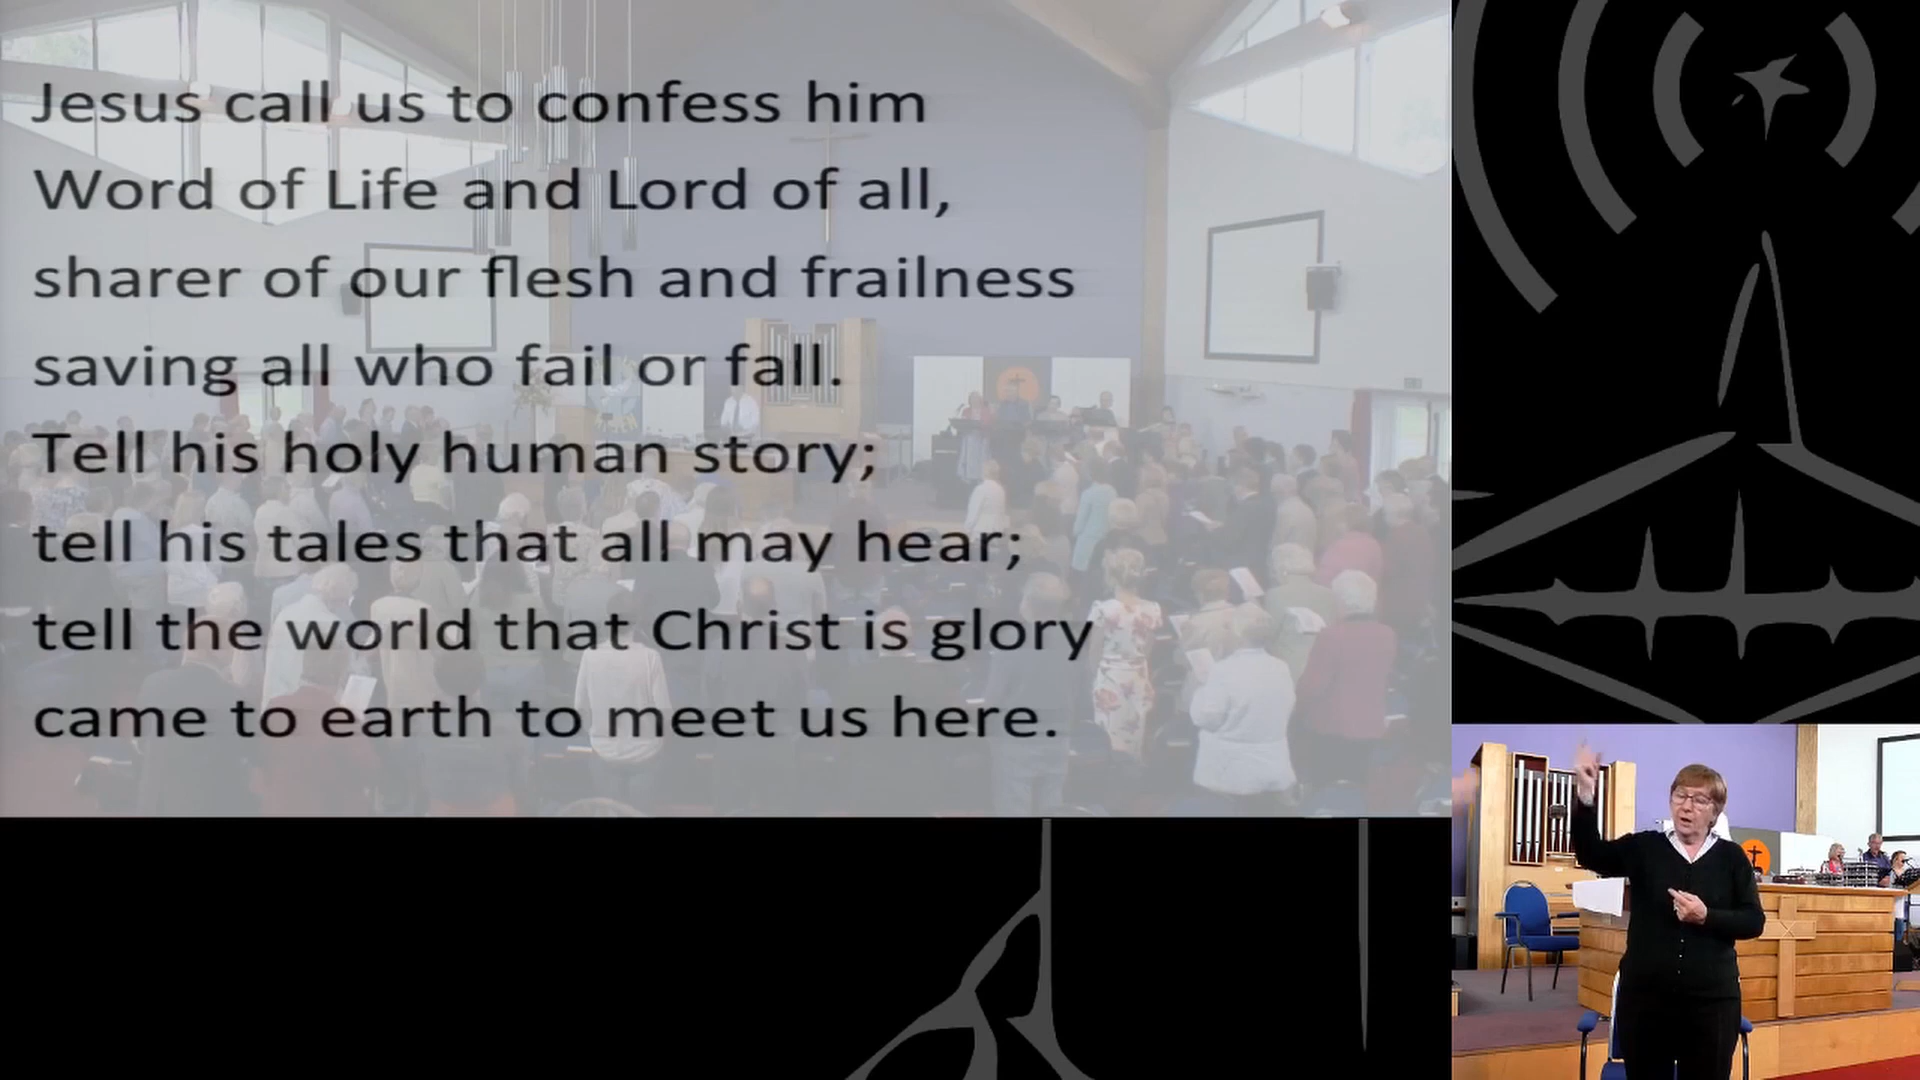 Jesus call us to confess him
Word of Life and Lord of all,
sharer of our flesh and frailness
saving all who fail or fall.
Tell his holy human story;
tell his tales that all may hear;
tell the world that Christ is glory
came to earth to meet us here.